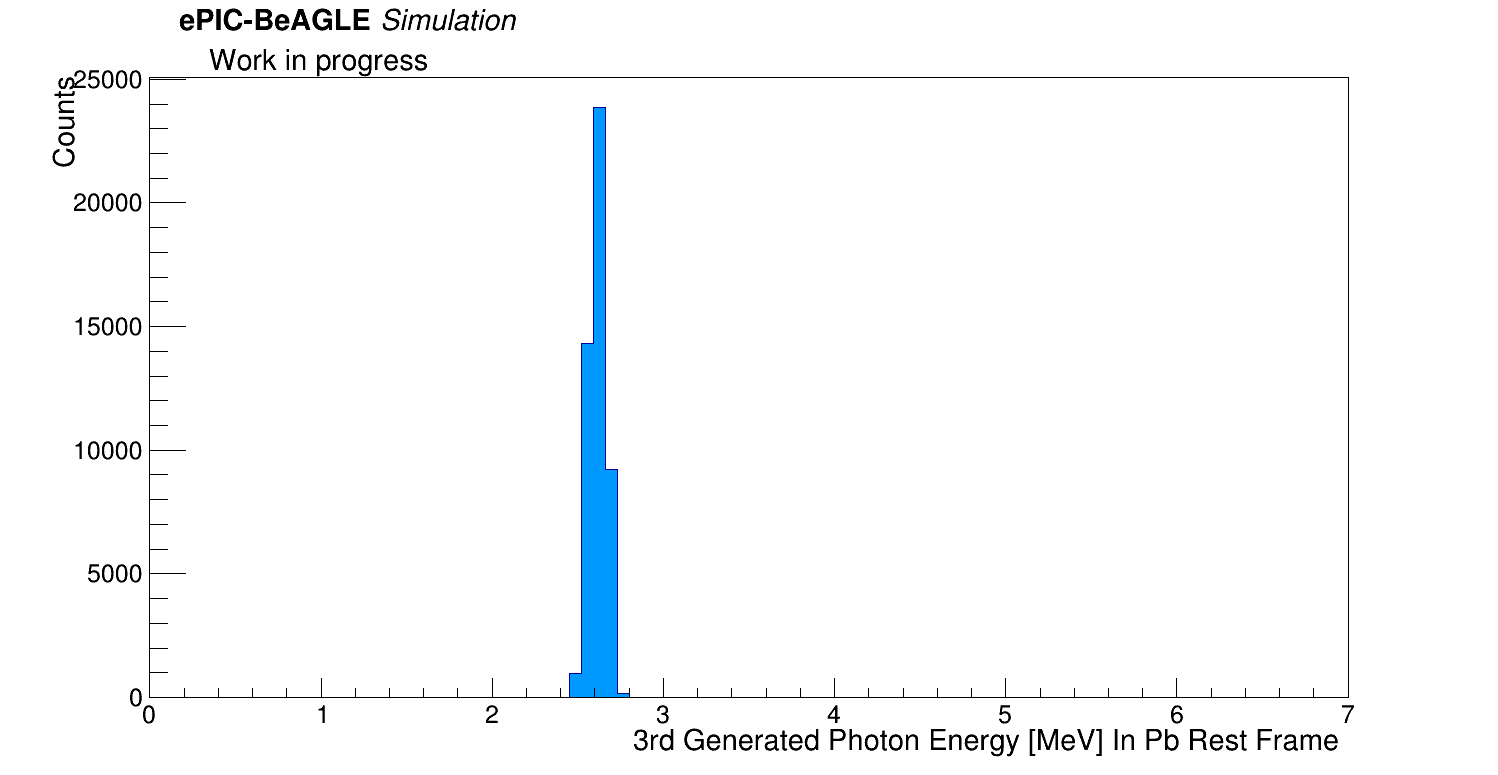 ePIC-BeAGLE Simulation
Work in progress
Counts
25000
20000
15000
10000
5000
0
0 1 2 3 4 5 6 7
3rd Generated Photon Energy [MeV] In Pb Rest Frame